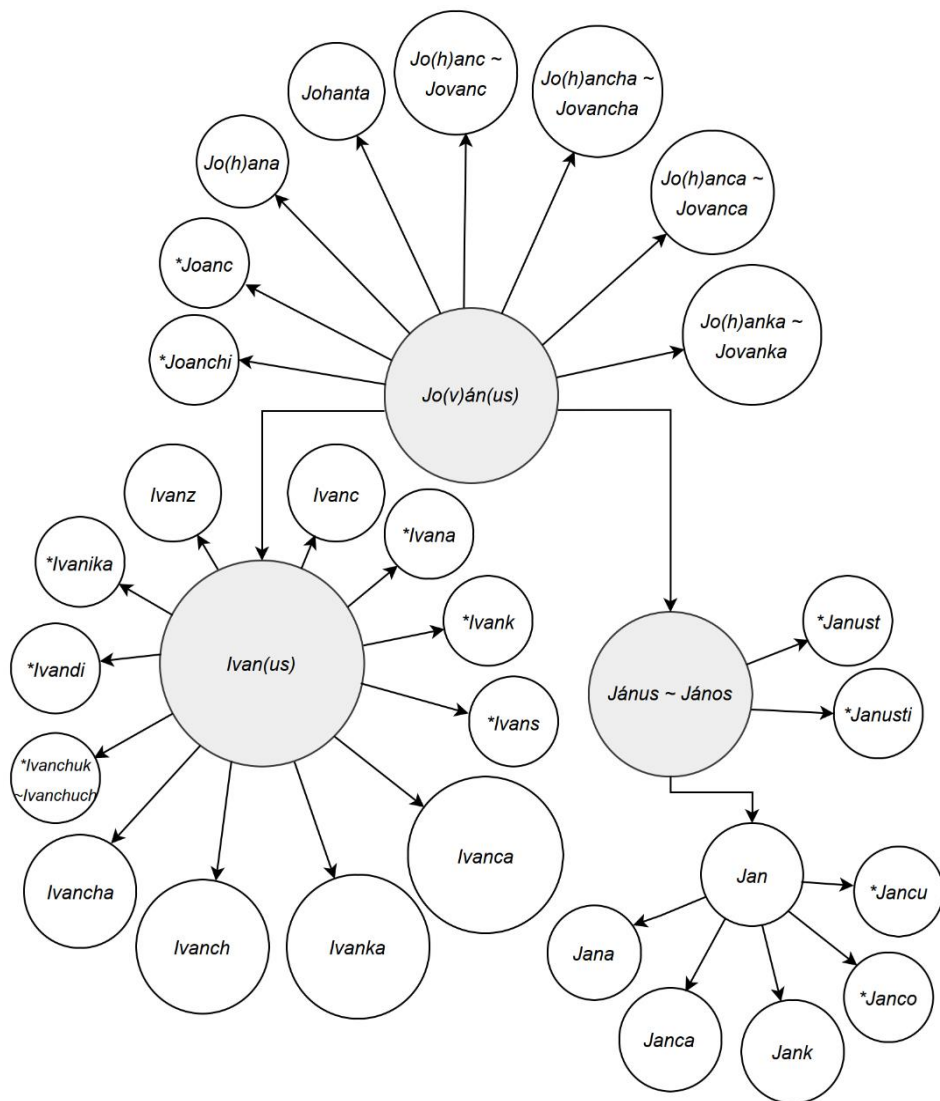 Jo(h)anc ~
Jovanc
Jo(h)ancha ~
Jovancha
Johanta
Jo(h)ana
Jo(h)anca ~
Jovanca
*Joanc
Jo(h)anka ~
Jovanka
*Joanchi
Jo(v)án(us)
Ivanz
Ivanc
*Ivana
*Ivanika
*Ivank
*Janust
*Ivandi
Ivan(us)
Jánus ~ János
*Ivans
*Janusti
*Ivanchuk
~Ivanchuch
Ivanca
Ivancha
Jan
*Jancu
Ivanch
Ivanka
Jana
*Janco
Janca
Jank